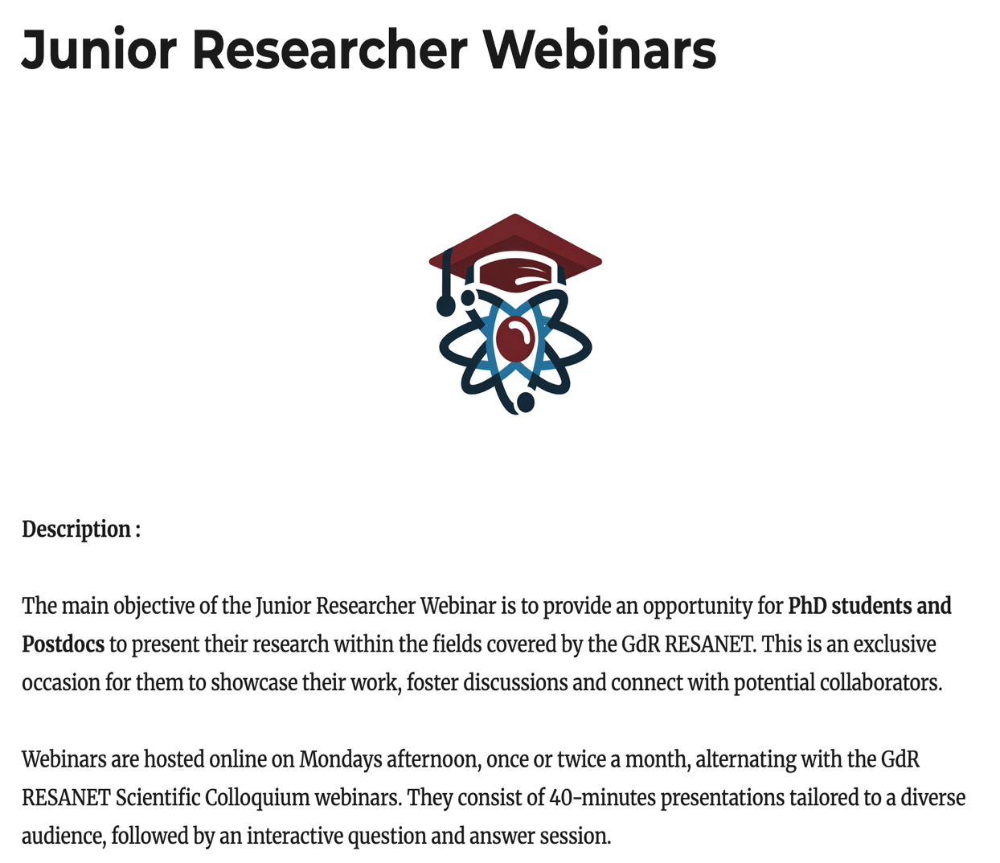 Junior Researcher Webinars
Description :
The main objective of the Junior Researcher Webinar is to provide an opportunity for PhD students and
Postdocs to present their research within the fields covered by the GdR RESANET. This is an exclusive
occasion for them to showcase their work, foster discussions and connect with potential collaborators.
Webinars are hosted online on Mondays afternoon, once or twice a month, alternating with the GdR
RESANET Scientific Colloquium webinars. They consist of 40-minutes presentations tailored to a diverse
audience, followed by an interactive question and answer session.